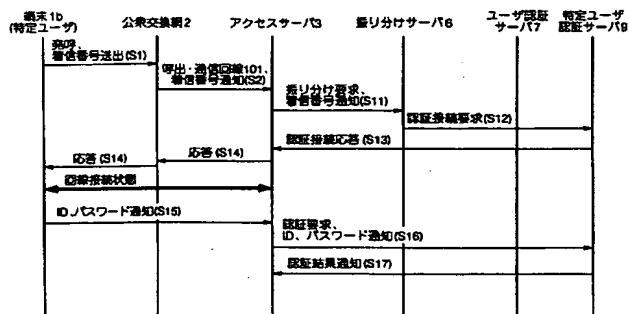 端末1b
(特定ユーザ)
公衆交換網2
アクセスサーバ3
振り分けサーバ6
ユーザ認証
サーバ7
特定ユーザ
認証サーバ9
発呼、
着信番号送出(S1)
呼出・通信回線101、
着信番号通知(S2)
振り分け要求、
着信番号通知(S11)
認証接続要求(S12)
認証接続応答(S13)
応答(S14)
応答(S14)
回線接続状態
ID、パスワード通知(S15)
認証要求、
ID、パスワード通知(S16)
認証結果通知(S17)